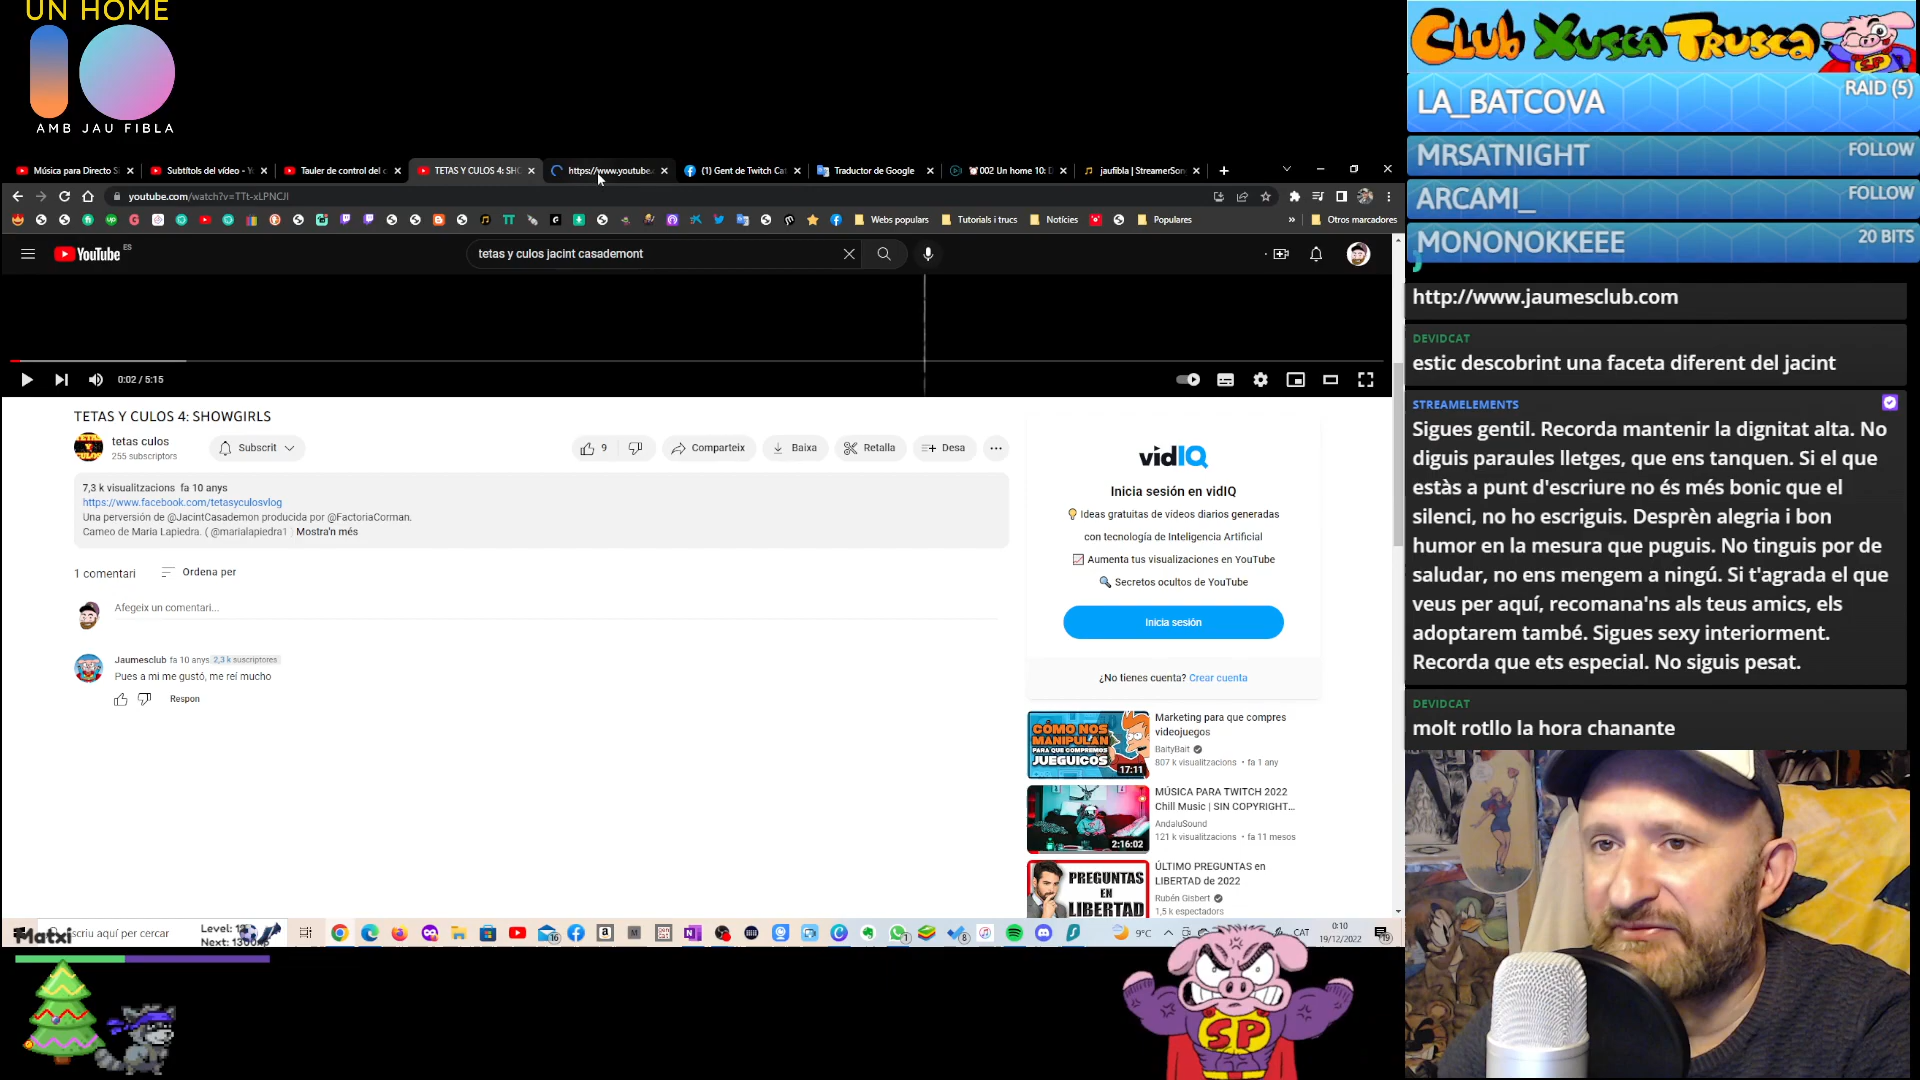 UN HOME
10
AMB JAU FIBLA
Música para Directo S
Subtítols del vídeo - Y
Tauler de control del c
TETAS Y CULOS 4: SHO
https://www.youtube.
(1) Gent de Twitch Ca
Traductor de Google
002 Un home 10: D
jaufibla | StreamerSon
youtube.com/watch?v=TTt-xLPNCJI
Webs populars
Tutorials i trucs
Notícies
Populares
Otros marcadores
YouTube ES
tetas y culos jacint casademont
0:02 / 5:15
TETAS Y CULOS 4: SHOWGIRLS
tetas culos
255 subscriptors
Subscrit
9
Comparteix
Baixa
Retalla
Desa
7,3 k visualitzacions fa 10 anys
https://www.facebook.com/tetasyculosvlog
Una perversión de @JacintCasademon producida por @FactoriaCorman.
Cameo de Maria Lapiedra. ( @marialapiedra1 ) Mostra'n més
1 comentari
Ordena per
Afegeix un comentari...
Jaumesclub fa 10 anys 2,3 k suscriptores
Pues a mi me gustó, me reí mucho
Respon
vidIQ
Inicia sesión en vidIQ
Ideas gratuitas de vídeos diarios generadas
con tecnología de Inteligencia Artificial
Aumenta tus visualizaciones en YouTube
Secretos ocultos de YouTube
Inicia sesión
¿No tienes cuenta? Crear cuenta
CÓMO NOS
MANIPULAN
PARA QUE COMPREMOS
JUEGUICOS
17:11
Marketing para que compres
videojuegos
BaityBait
807 k visualitzacions • fa 1 any
2:16:02
MÚSICA PARA TWITCH 2022
Chill Music | SIN COPYRIGHT...
AndaluSound
121 k visualitzacions • fa 11 mesos
PREGUNTAS
EN
LIBERTAD
ÚLTIMO PREGUNTAS en
LIBERTAD de 2022
Rubén Gisbert
1,5 k espectadors
Matxi
scriu aquí per cercar
Level: 1
Next: 1300xp
9°C
CAT
0:10
19/12/2022
Club Xusca Trusca
SP
LA_BATCOVA
RAID (5)
MRSATNIGHT
FOLLOW
ARCAMI_
FOLLOW
MONONOKKEEE
20 BITS
http://www.jaumesclub.com
DEVIDCAT
estic descobrint una faceta diferent del jacint
STREAMELEMENTS
Sigues gentil. Recorda mantenir la dignitat alta. No
diguis paraules lletges, que ens tanquen. Si el que
estàs a punt d'escriure no és més bonic que el
silenci, no ho escriguis. Desprèn alegria i bon
humor en la mesura que puguis. No tinguis por de
saludar, no ens mengem a ningú. Si t'agrada el que
veus per aquí, recomana'ns als teus amics, els
adoptarem també. Sigues sexy interiorment.
Recorda que ets especial. No siguis pesat.
DEVIDCAT
molt rotllo la hora chanante
SP